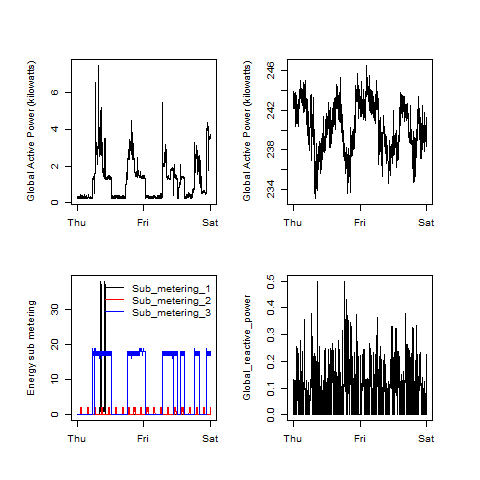 Global Active Power (kilowatts)
6
4
2
0
Thu
Fri
Sat
Global Active Power (kilowatts)
246
242
238
234
Thu
Fri
Sat
Energy sub metering
30
20
10
0
Sub_metering_1
Sub_metering_2
Sub_metering_3
Thu
Fri
Sat
Global_reactive_power
0.5
0.4
0.3
0.2
0.1
0.0
Thu
Fri
Sat